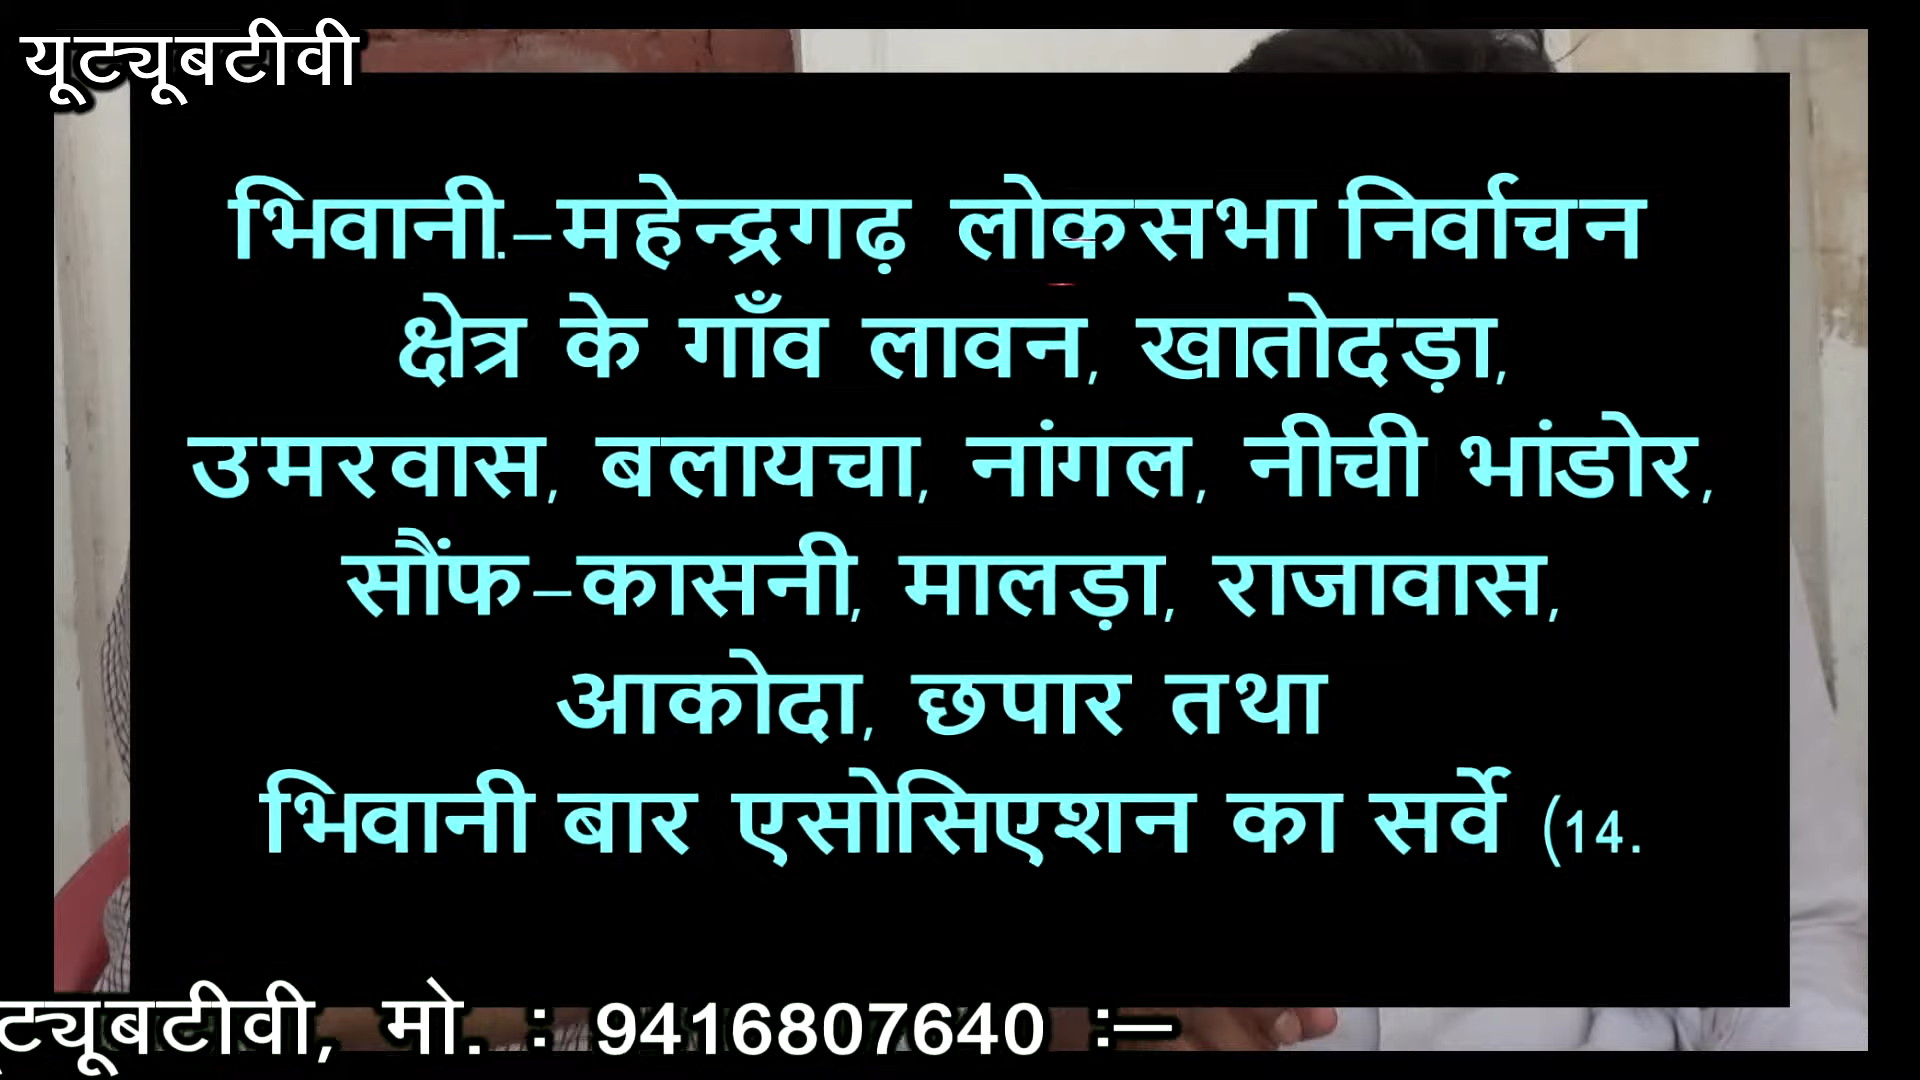 यूट्यूबटीवी
भिवानी.–महेन्द्रगढ़ लोकसभा निर्वाचन
क्षेत्र के गाँव लावन, खातोदड़ा,
उमरवास, बलायचा, नांगल, नीची भांडोर,
सौंफ–कासनी, मालड़ा, राजावास,
आकोदा, छपार तथा
भिवानी बार एसोसिएशन का सर्वे (14.
ट्यूबटीवी, मो. : 9416807640 :–